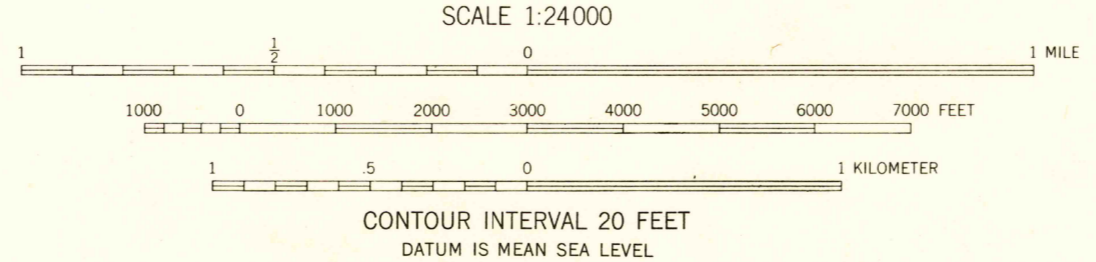 SCALE 1:24000
1 ½ 0 1 MILE
1000 0 1000 2000 3000 4000 5000 6000 7000 FEET
1 .5 0 1 KILOMETER
CONTOUR INTERVAL 20 FEET
DATUM IS MEAN SEA LEVEL